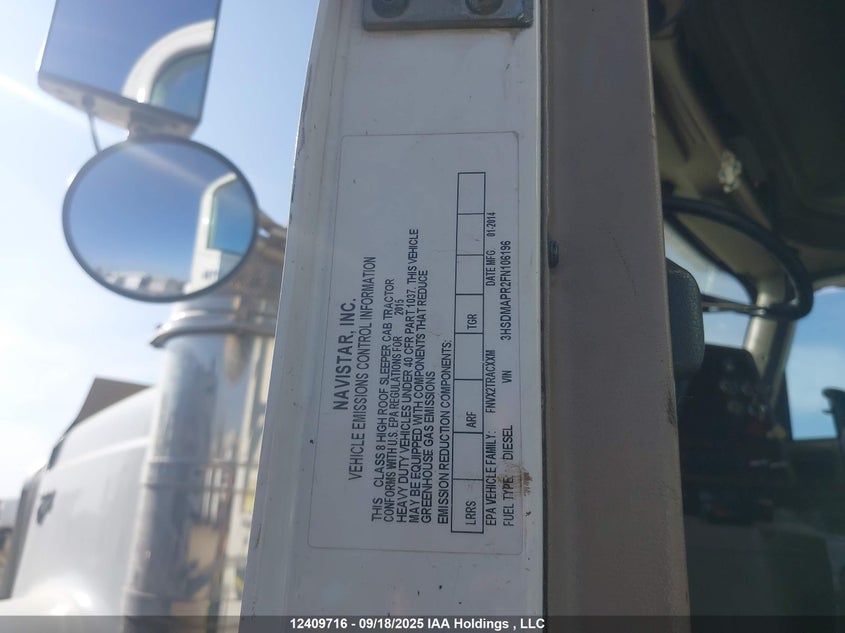 NAVISTAR, INC.
VEHICLE EMISSIONS CONTROL INFORMATION
THIS CLASS 8 HIGH ROOF SLEEPER CAB TRACTOR
CONFORMS WITH U.S. EPA REGULATIONS FOR 2015
HEAVY DUTY VEHICLES UNDER 40 CFR PART 1037. THIS VEHICLE
MAY BE EQUIPPED WITH COMPONENTS THAT REDUCE
GREENHOUSE GAS EMISSIONS
EMISSION REDUCTION COMPONENTS:
LRRS ARF TGR
EPA VEHICLE FAMILY: FNVX2TRACXXM DATE MFG 01-2014
FUEL TYPE: DIESEL VIN 3HSDMAPR2FN106196
12409716 - 09/18/2025 IAA Holdings , LLC